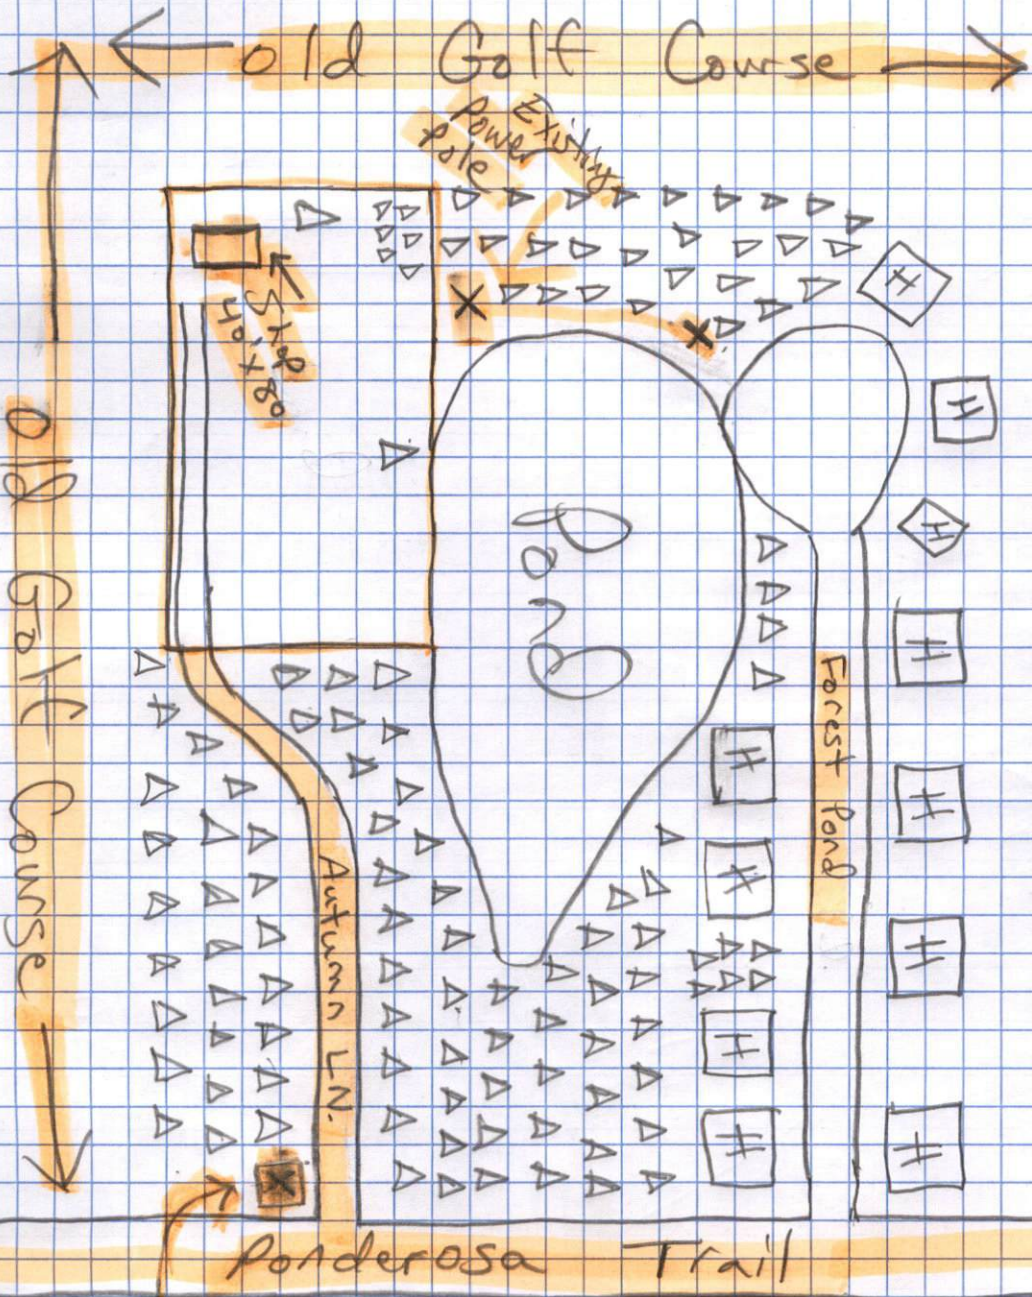 Old Golf Course
Existing
power
pole
Shop
40'x80'
Old Golf Course
Pond
H
H
H
H
H
H
H
H
H
H
H
Forest Pond
Autumn LN.
Ponderosa Trail